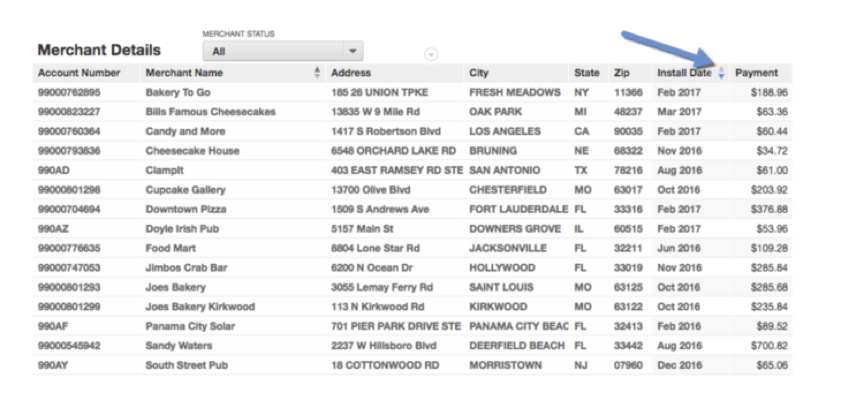 MERCHANT STATUS
Merchant Details All
Account Number Merchant Name Address City State Zip Install Date Payment
99000762895 Bakery To Go 185 26 UNION TPKE FRESH MEADOWS NY 11366 Feb 2017 $188.96
99000823227 Bills Famous Cheesecakes 13835 W 9 Mile Rd OAK PARK MI 48237 Mar 2017 $63.36
99000760364 Candy and More 1417 S Robertson Blvd LOS ANGELES CA 90035 Feb 2017 $60.44
99000793836 Cheesecake House 6548 ORCHARD LAKE RD BRUNING NE 68322 Nov 2016 $34.72
990AD Clampit 403 EAST RAMSEY RD STE SAN ANTONIO TX 78216 Aug 2016 $61.00
99000801298 Cupcake Gallery 13700 Olive Blvd CHESTERFIELD MO 63017 Oct 2016 $203.92
99000704694 Downtown Pizza 1509 S Andrews Ave FORT LAUDERDALE FL 33316 Feb 2017 $376.88
990AZ Doyle Irish Pub 5157 Main St DOWNERS GROVE IL 60515 Feb 2017 $53.96
99000776635 Food Mart 8804 Lone Star Rd JACKSONVILLE FL 32211 Jun 2016 $109.28
99000747053 Jimbos Crab Bar 6200 N Ocean Dr HOLLYWOOD FL 33019 Nov 2016 $285.84
99000801293 Joes Bakery 3055 Lemay Ferry Rd SAINT LOUIS MO 63125 Oct 2016 $285.68
99000801299 Joes Bakery Kirkwood 113 N Kirkwood Rd KIRKWOOD MO 63122 Oct 2016 $235.84
990AF Panama City Solar 701 PIER PARK DRIVE STE PANAMA CITY BEAC FL 32413 Feb 2016 $89.52
99000545942 Sandy Waters 2237 W Hillsboro Blvd DEERFIELD BEACH FL 33442 Aug 2016 $700.82
990AY South Street Pub 18 COTTONWOOD RD MORRISTOWN NJ 07960 Dec 2016 $65.06